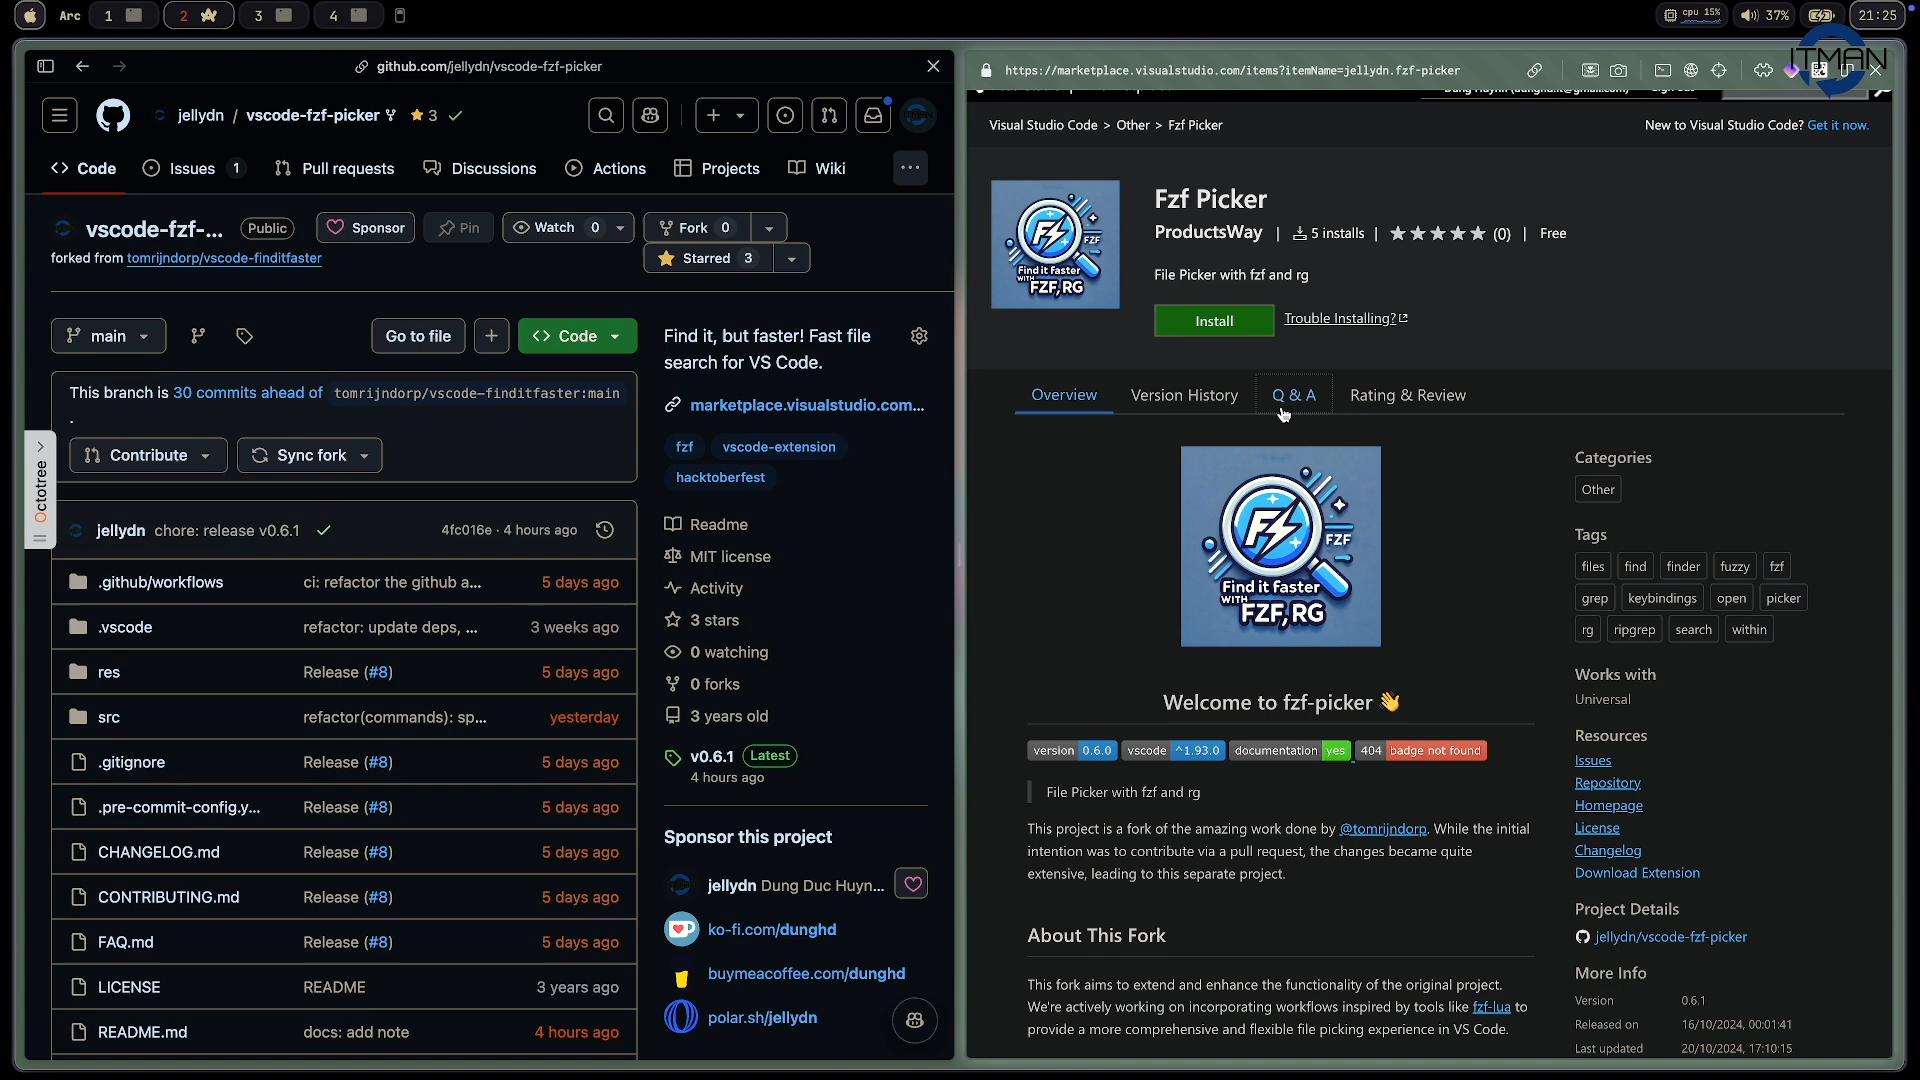 Arc 1 2 3 4 cpu 15% 37% 21:25
ITMAN
github.com/jellydn/vscode-fzf-picker
jellydn / vscode-fzf-picker 3
Code Issues 1 Pull requests Discussions Actions Projects Wiki
vscode-fzf-... Public Sponsor Pin Watch 0 Fork 0
forked from tomrijndorp/vscode-finditfaster
Starred 3
main Go to file Code
This branch is 30 commits ahead of tomrijndorp/vscode-finditfaster:main
.
Contribute Sync fork
Octotree
jellydn chore: release v0.6.1 4fc016e · 4 hours ago
.github/workflows ci: refactor the github a... 5 days ago
.vscode refactor: update deps, ... 3 weeks ago
res Release (#8) 5 days ago
src refactor(commands): sp... yesterday
.gitignore Release (#8) 5 days ago
.pre-commit-config.y... Release (#8) 5 days ago
CHANGELOG.md Release (#8) 5 days ago
CONTRIBUTING.md Release (#8) 5 days ago
FAQ.md Release (#8) 5 days ago
LICENSE README 3 years ago
README.md docs: add note 4 hours ago
Find it, but faster! Fast file
search for VS Code.
marketplace.visualstudio.com...
fzf vscode-extension
hacktoberfest
Readme
MIT license
Activity
3 stars
0 watching
0 forks
3 years old
v0.6.1 Latest
4 hours ago
Sponsor this project
jellydn Dung Duc Huyn...
ko-fi.com/dunghd
buymeacoffee.com/dunghd
polar.sh/jellydn
https://marketplace.visualstudio.com/items?itemName=jellydn.fzf-picker
Visual Studio Code > Other > Fzf Picker
New to Visual Studio Code? Get it now.
Find it faster
WITH FZF,RG
FZF
Fzf Picker
ProductsWay | 5 installs | (0) | Free
File Picker with fzf and rg
Install Trouble Installing?
Overview Version History Q & A Rating & Review
FZF
Find it faster
WITH
FZF,RG
Welcome to fzf-picker 👋
version 0.6.0 vscode ^1.93.0 documentation yes 404 badge not found
File Picker with fzf and rg
This project is a fork of the amazing work done by @tomrijndorp. While the initial
intention was to contribute via a pull request, the changes became quite
extensive, leading to this separate project.
About This Fork
This fork aims to extend and enhance the functionality of the original project.
We're actively working on incorporating workflows inspired by tools like fzf-lua to
provide a more comprehensive and flexible file picking experience in VS Code.
Categories
Other
Tags
files find finder fuzzy fzf
grep keybindings open picker
rg ripgrep search within
Works with
Universal
Resources
Issues
Repository
Homepage
License
Changelog
Download Extension
Project Details
jellydn/vscode-fzf-picker
More Info
Version 0.6.1
Released on 16/10/2024, 00:01:41
Last updated 20/10/2024, 17:10:15